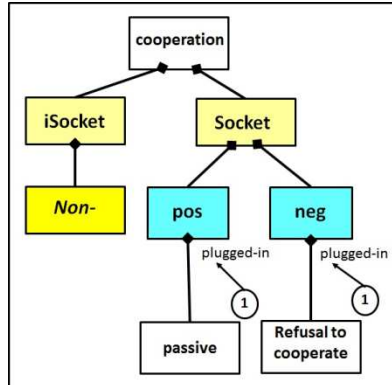 cooperation
iSocket
Socket
Non-
pos
neg
plugged-in
plugged-in
1
1
passive
Refusal to
cooperate